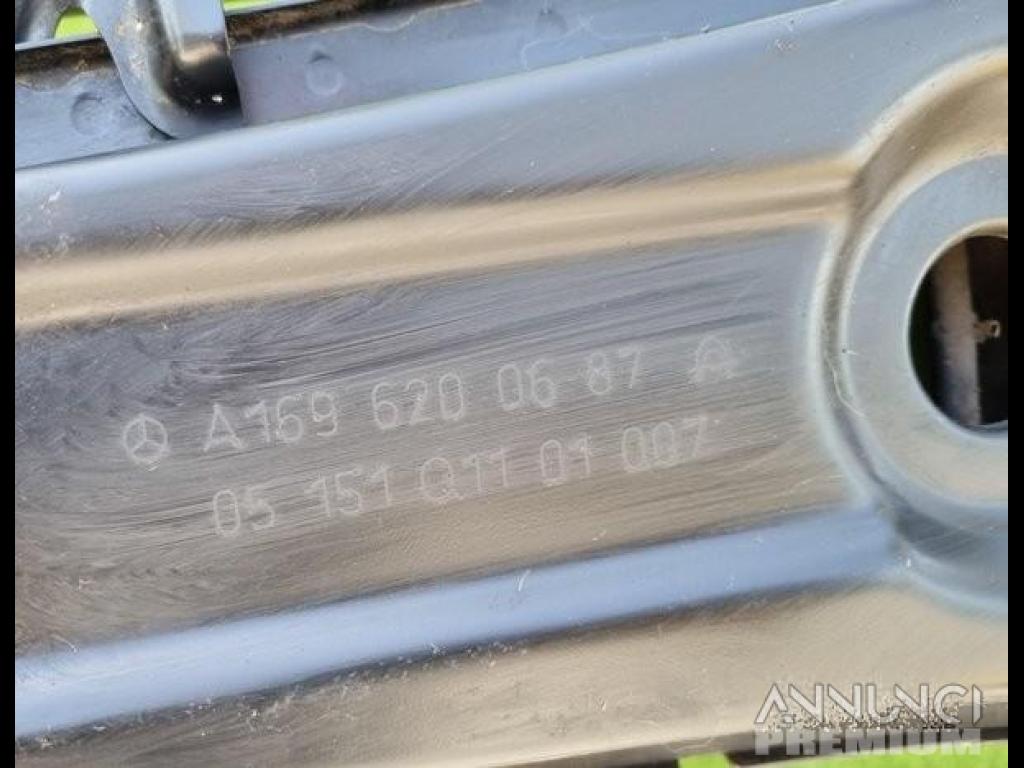 A169 620 06 87 A
05 151 Q11 01 007
ANNUNCI
PREMIUM